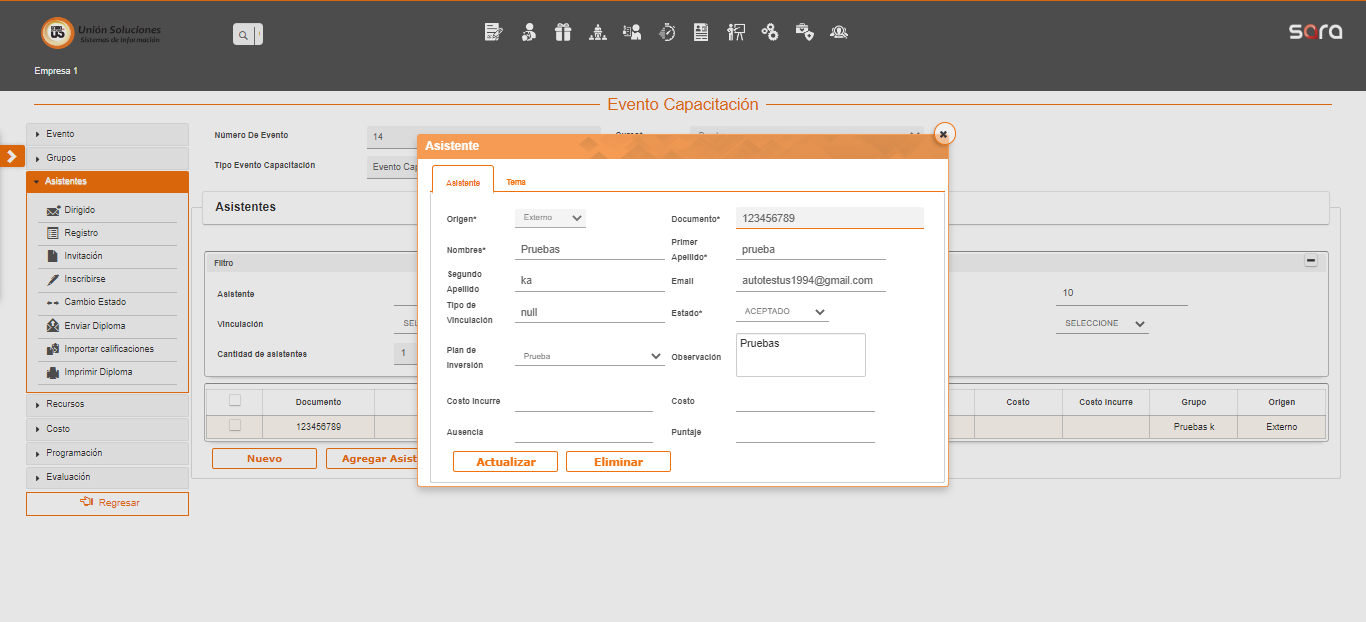 US
Unión Soluciones
Sistemas de Información
sora
Empresa 1
Evento Capacitación
Evento
Grupos
Asistentes
Dirigido
Registro
Invitación
Inscribirse
Cambio Estado
Enviar Diploma
Importar calificaciones
Imprimir Diploma
Recursos
Costo
Programación
Evaluación
Regresar
Número De Evento
14
Tipo Evento Capacitación
Evento Cap
Asistentes
Filtro
Asistente
10
Vinculación
SEL
SELECCIONE
Cantidad de asistentes
1
Documento
Costo
Costo Incurre
Grupo
Origen
123456789
Pruebas k
Externo
Nuevo
Agregar Asist
Asistente
Asistente
Tema
Origen*
Externo
Documento*
123456789
Nombres*
Pruebas
Primer
Apellido*
prueba
Segundo
Apellido
ka
Email
autotestus1994@gmail.com
Tipo de
Vinculación
null
Estado*
ACEPTADO
Plan de
Inversión
Prueba
Observación
Pruebas
Costo Incurre
Costo
Ausencia
Puntaje
Actualizar
Eliminar